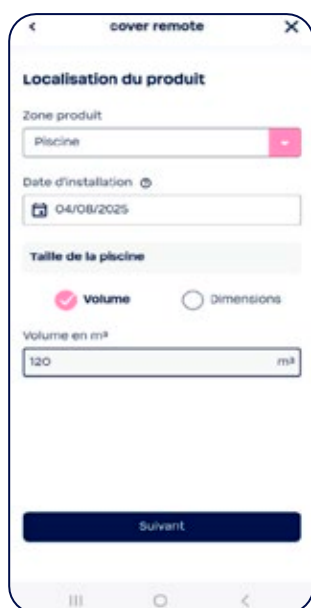 cover remote
Localisation du produit
Zone produit
Piscine
Date d'installation
04/08/2025
Taille de la piscine
Volume
Dimensions
Volume en m³
120 m³
Suivant